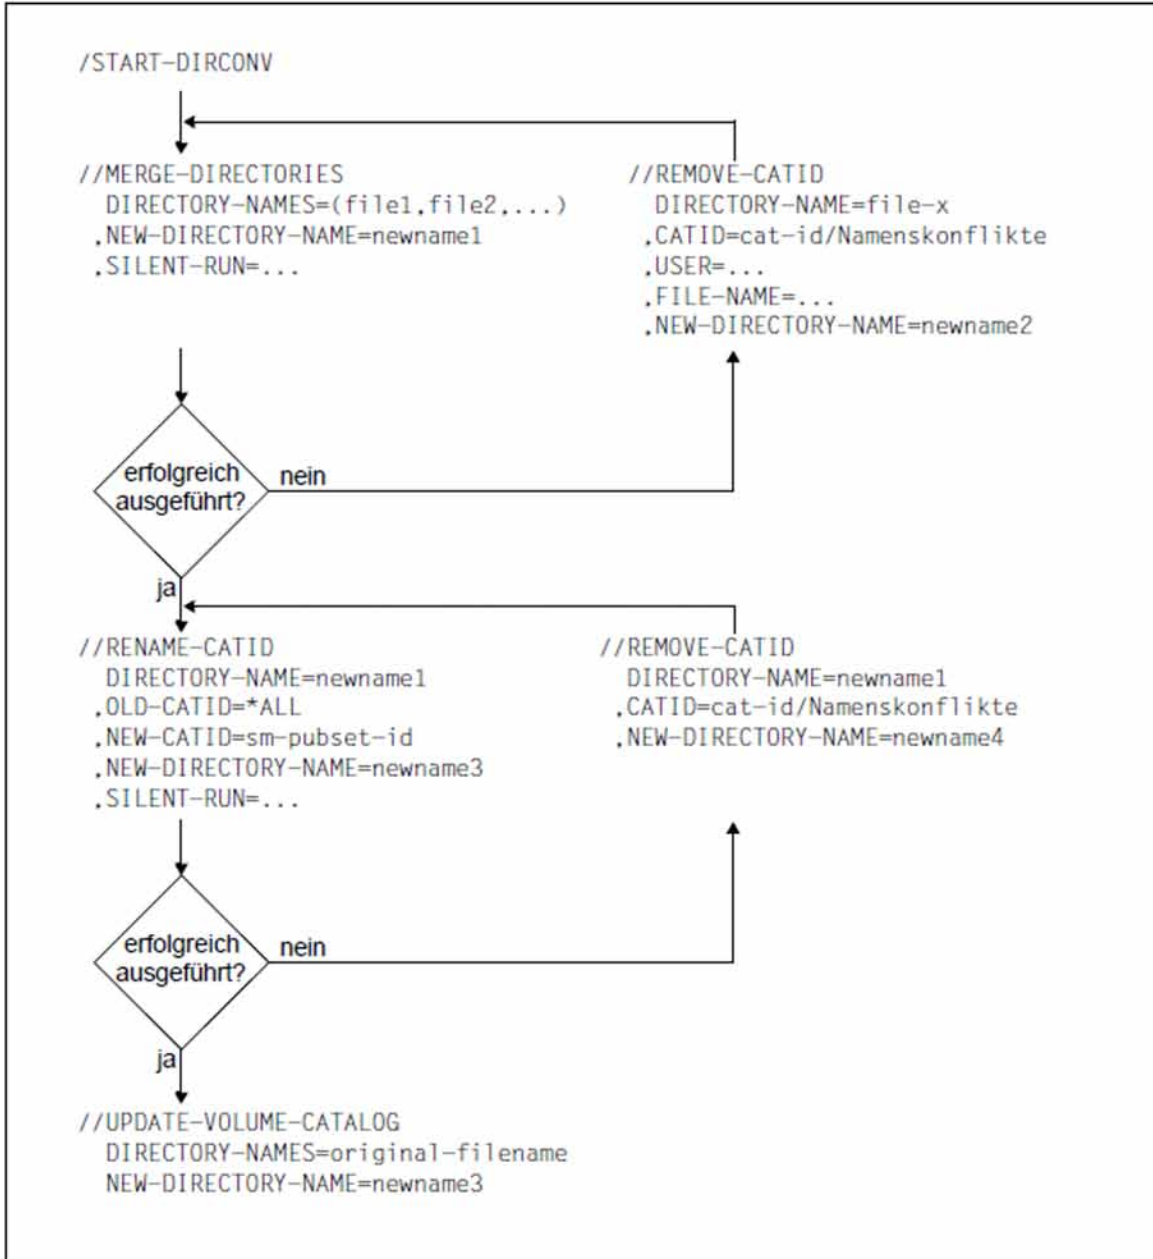 /START-DIRCONV
//MERGE-DIRECTORIES
DIRECTORY-NAMES=(file1,file2,...)
,NEW-DIRECTORY-NAME=newname1
,SILENT-RUN=...
//REMOVE-CATID
DIRECTORY-NAME=file-x
,CATID=cat-id/Namenskonflikte
,USER=...
,FILE-NAME=...
,NEW-DIRECTORY-NAME=newname2
erfolgreich
ausgeführt?
nein
ja
//RENAME-CATID
DIRECTORY-NAME=newname1
,OLD-CATID=*ALL
,NEW-CATID=sm-pubset-id
,NEW-DIRECTORY-NAME=newname3
,SILENT-RUN=...
//REMOVE-CATID
DIRECTORY-NAME=newname1
,CATID=cat-id/Namenskonflikte
,NEW-DIRECTORY-NAME=newname4
erfolgreich
ausgeführt?
nein
ja
//UPDATE-VOLUME-CATALOG
DIRECTORY-NAMES=original-filename
NEW-DIRECTORY-NAME=newname3